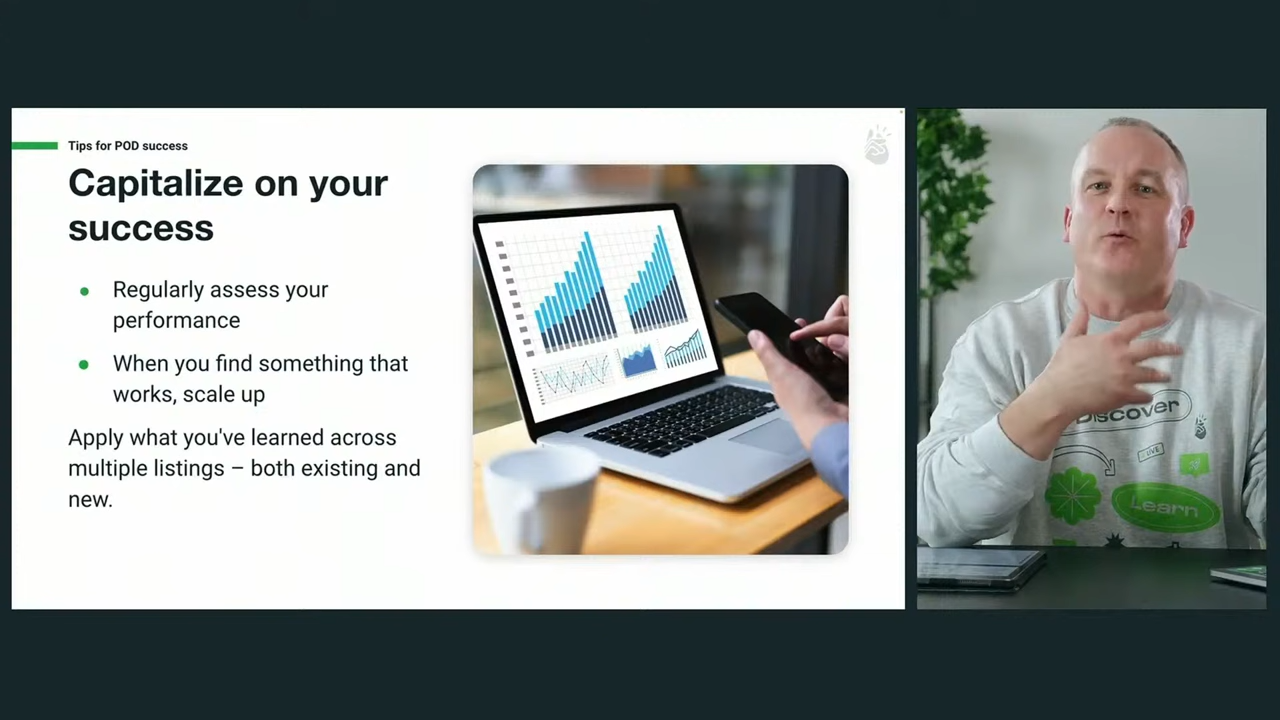 Tips for POD success
Capitalize on your
success
• Regularly assess your
performance
• When you find something that
works, scale up
Apply what you've learned across
multiple listings – both existing and
new.
Discover
LIVE
Learn